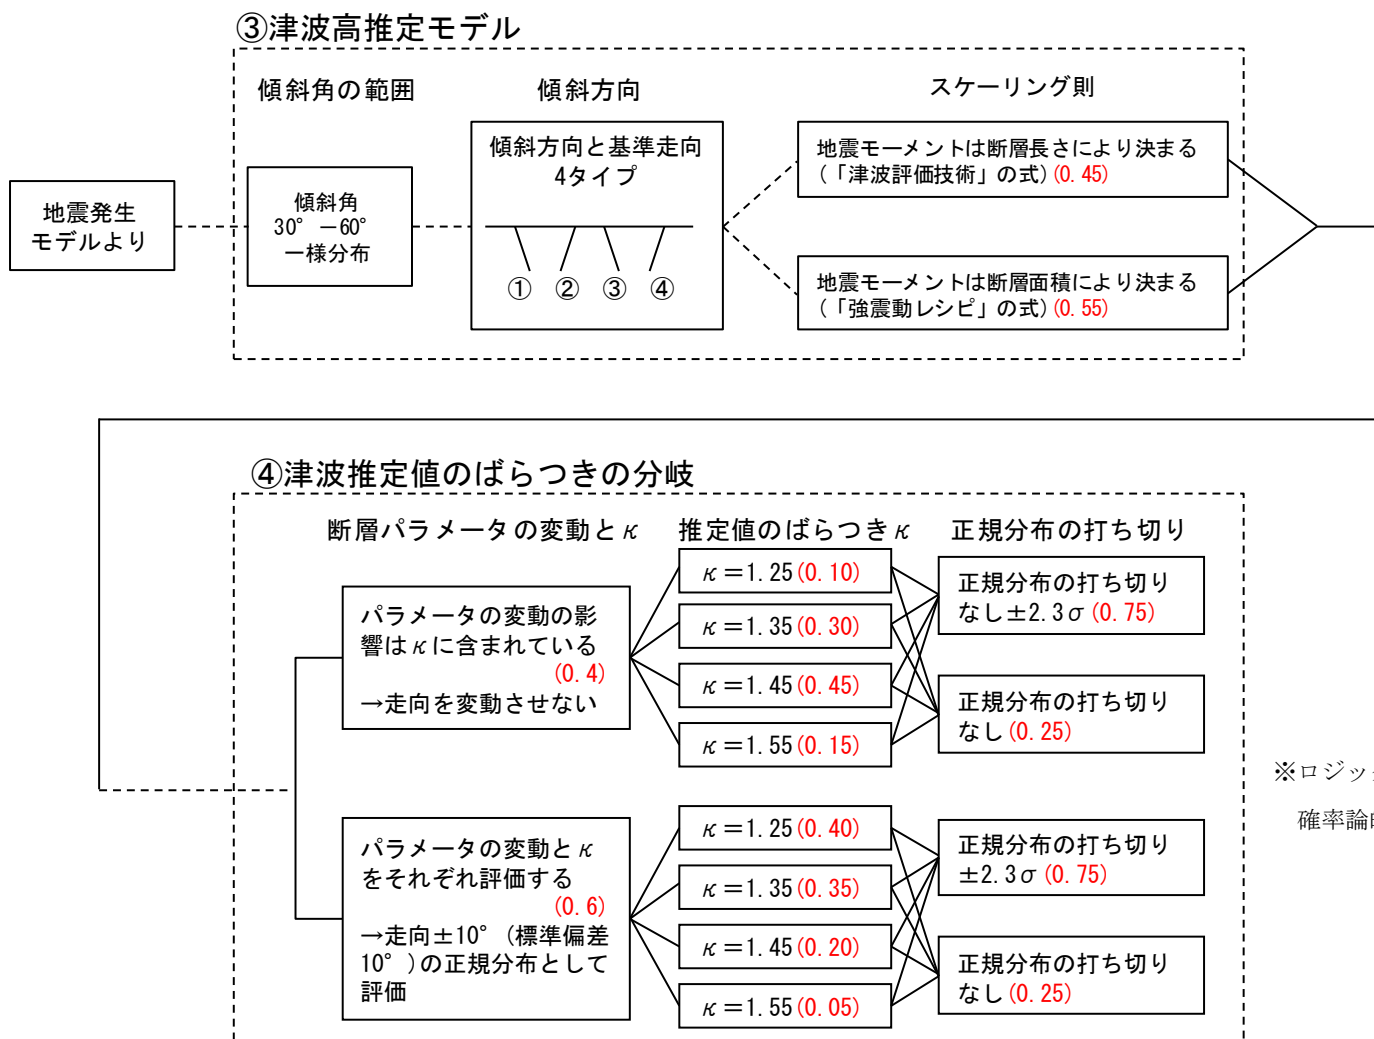 ③津波高推定モデル
傾斜角の範囲
傾斜方向
スケーリング則
地震発生
モデルより
傾斜角
30°－60°
一様分布
傾斜方向と基準走向
4タイプ
① ② ③ ④
地震モーメントは断層長さにより決まる
(「津波評価技術」の式)(0.45)
地震モーメントは断層面積により決まる
(「強震動レシピ」の式)(0.55)
④津波推定値のばらつきの分岐
断層パラメータの変動とκ
推定値のばらつきκ
正規分布の打ち切り
パラメータの変動の影
響はκに含まれている
(0.4)
→走向を変動させない
κ＝1.25(0.10)
κ＝1.35(0.30)
κ＝1.45(0.45)
κ＝1.55(0.15)
正規分布の打ち切り
なし±2.3σ(0.75)
正規分布の打ち切り
なし(0.25)
パラメータの変動とκ
をそれぞれ評価する
(0.6)
→走向±10°(標準偏差
10°)の正規分布として
評価
κ＝1.25(0.40)
κ＝1.35(0.35)
κ＝1.45(0.20)
κ＝1.55(0.05)
正規分布の打ち切り
±2.3σ(0.75)
正規分布の打ち切り
なし(0.25)
※ロジッ
確率論